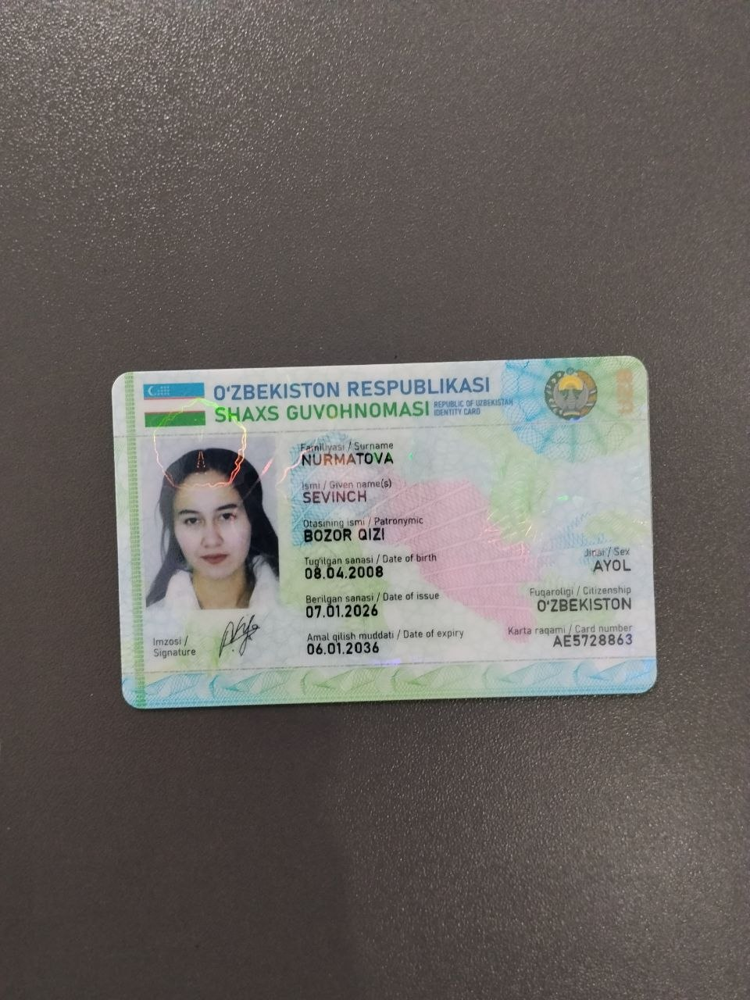 O‘ZBEKISTON RESPUBLIKASI
SHAXS GUVOHNOMASI
REPUBLIC OF UZBEKISTAN
IDENTITY CARD
Familiyasi / Surname
NURMATOVA
Ismi / Given name(s)
SEVINCH
Otasining ismi / Patronymic
BOZOR QIZI
Tug‘ilgan sanasi / Date of birth
08.04.2008
Jinsi / Sex
AYOL
Berilgan sanasi / Date of issue
07.01.2026
Fuqaroligi / Citizenship
O‘ZBEKISTON
Amal qilish muddati / Date of expiry
06.01.2036
Karta raqami / Card number
AE5728863
Imzosi /
Signature